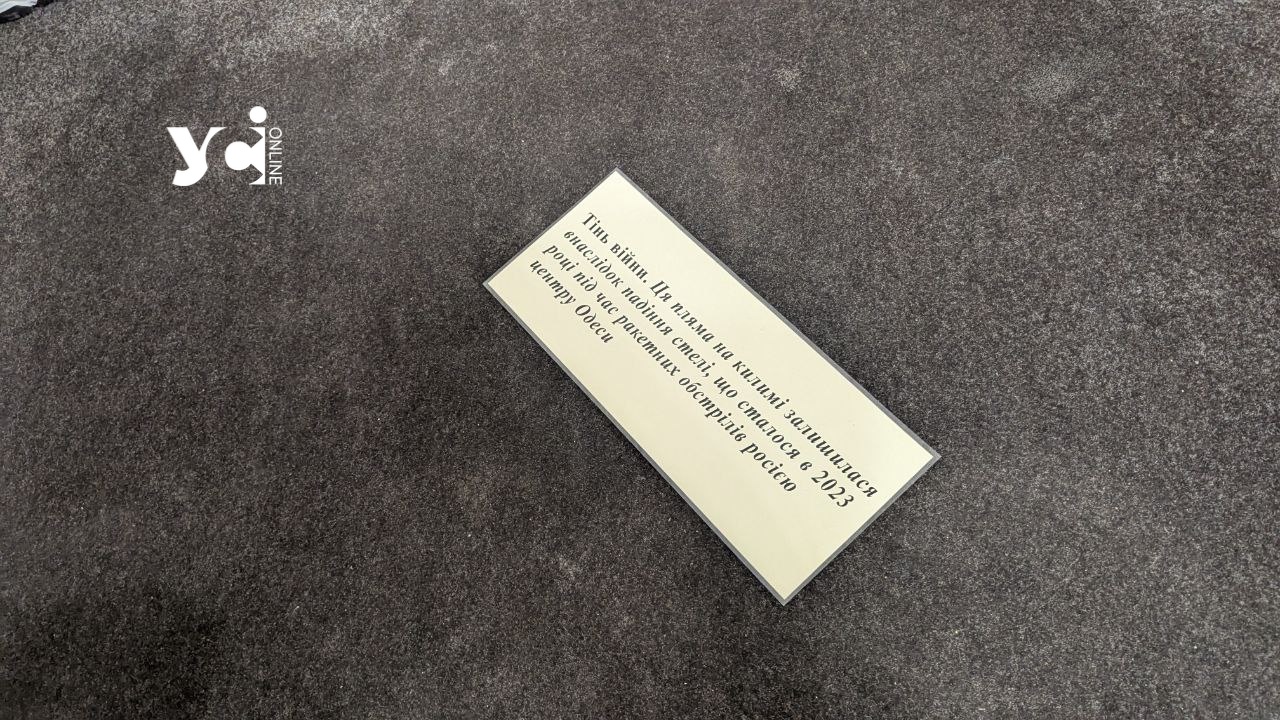 усі
ONLINE
Тінь війни. Ця пляма на килимі залишилася
внаслідок падіння стелі, що сталося в 2023
році під час ракетних обстрілів росією
центру Одеси